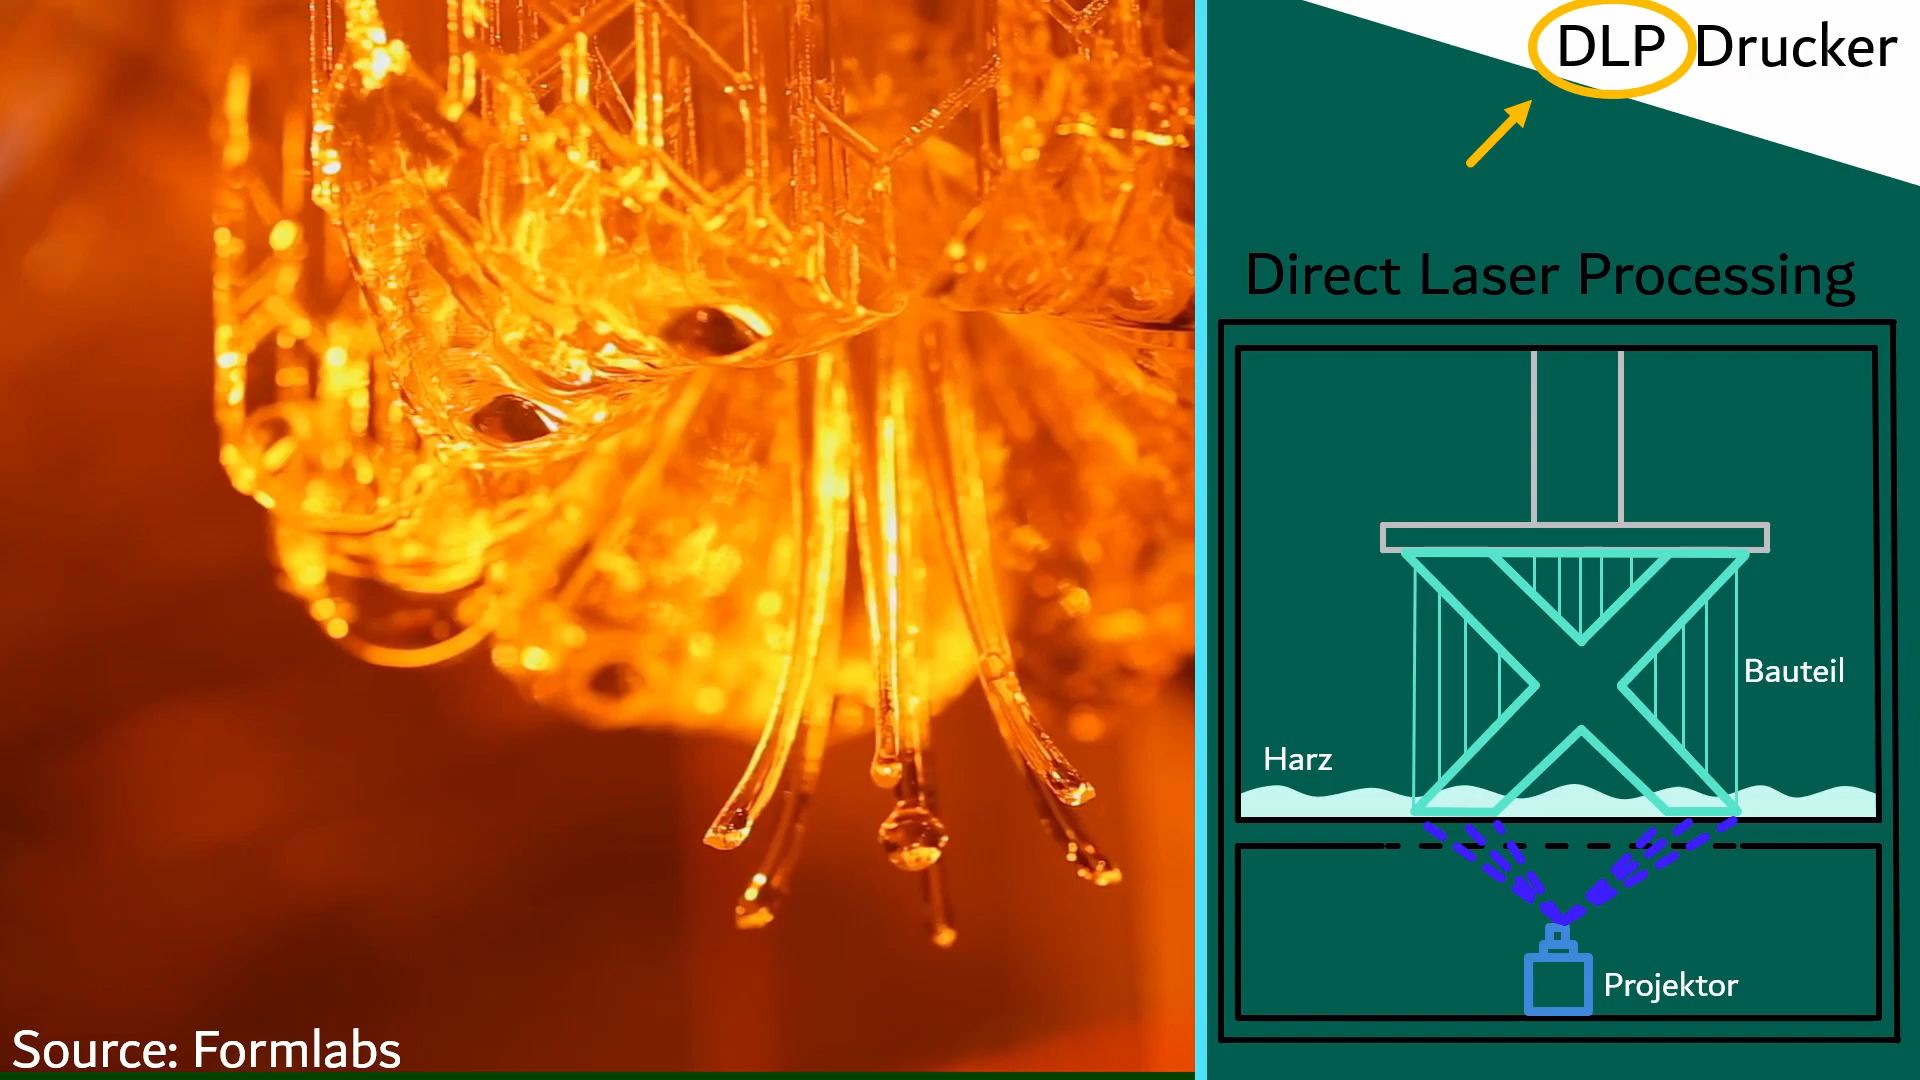 DLP Drucker
Direct Laser Processing
Bauteil
Harz
Projektor
Source: Formlabs